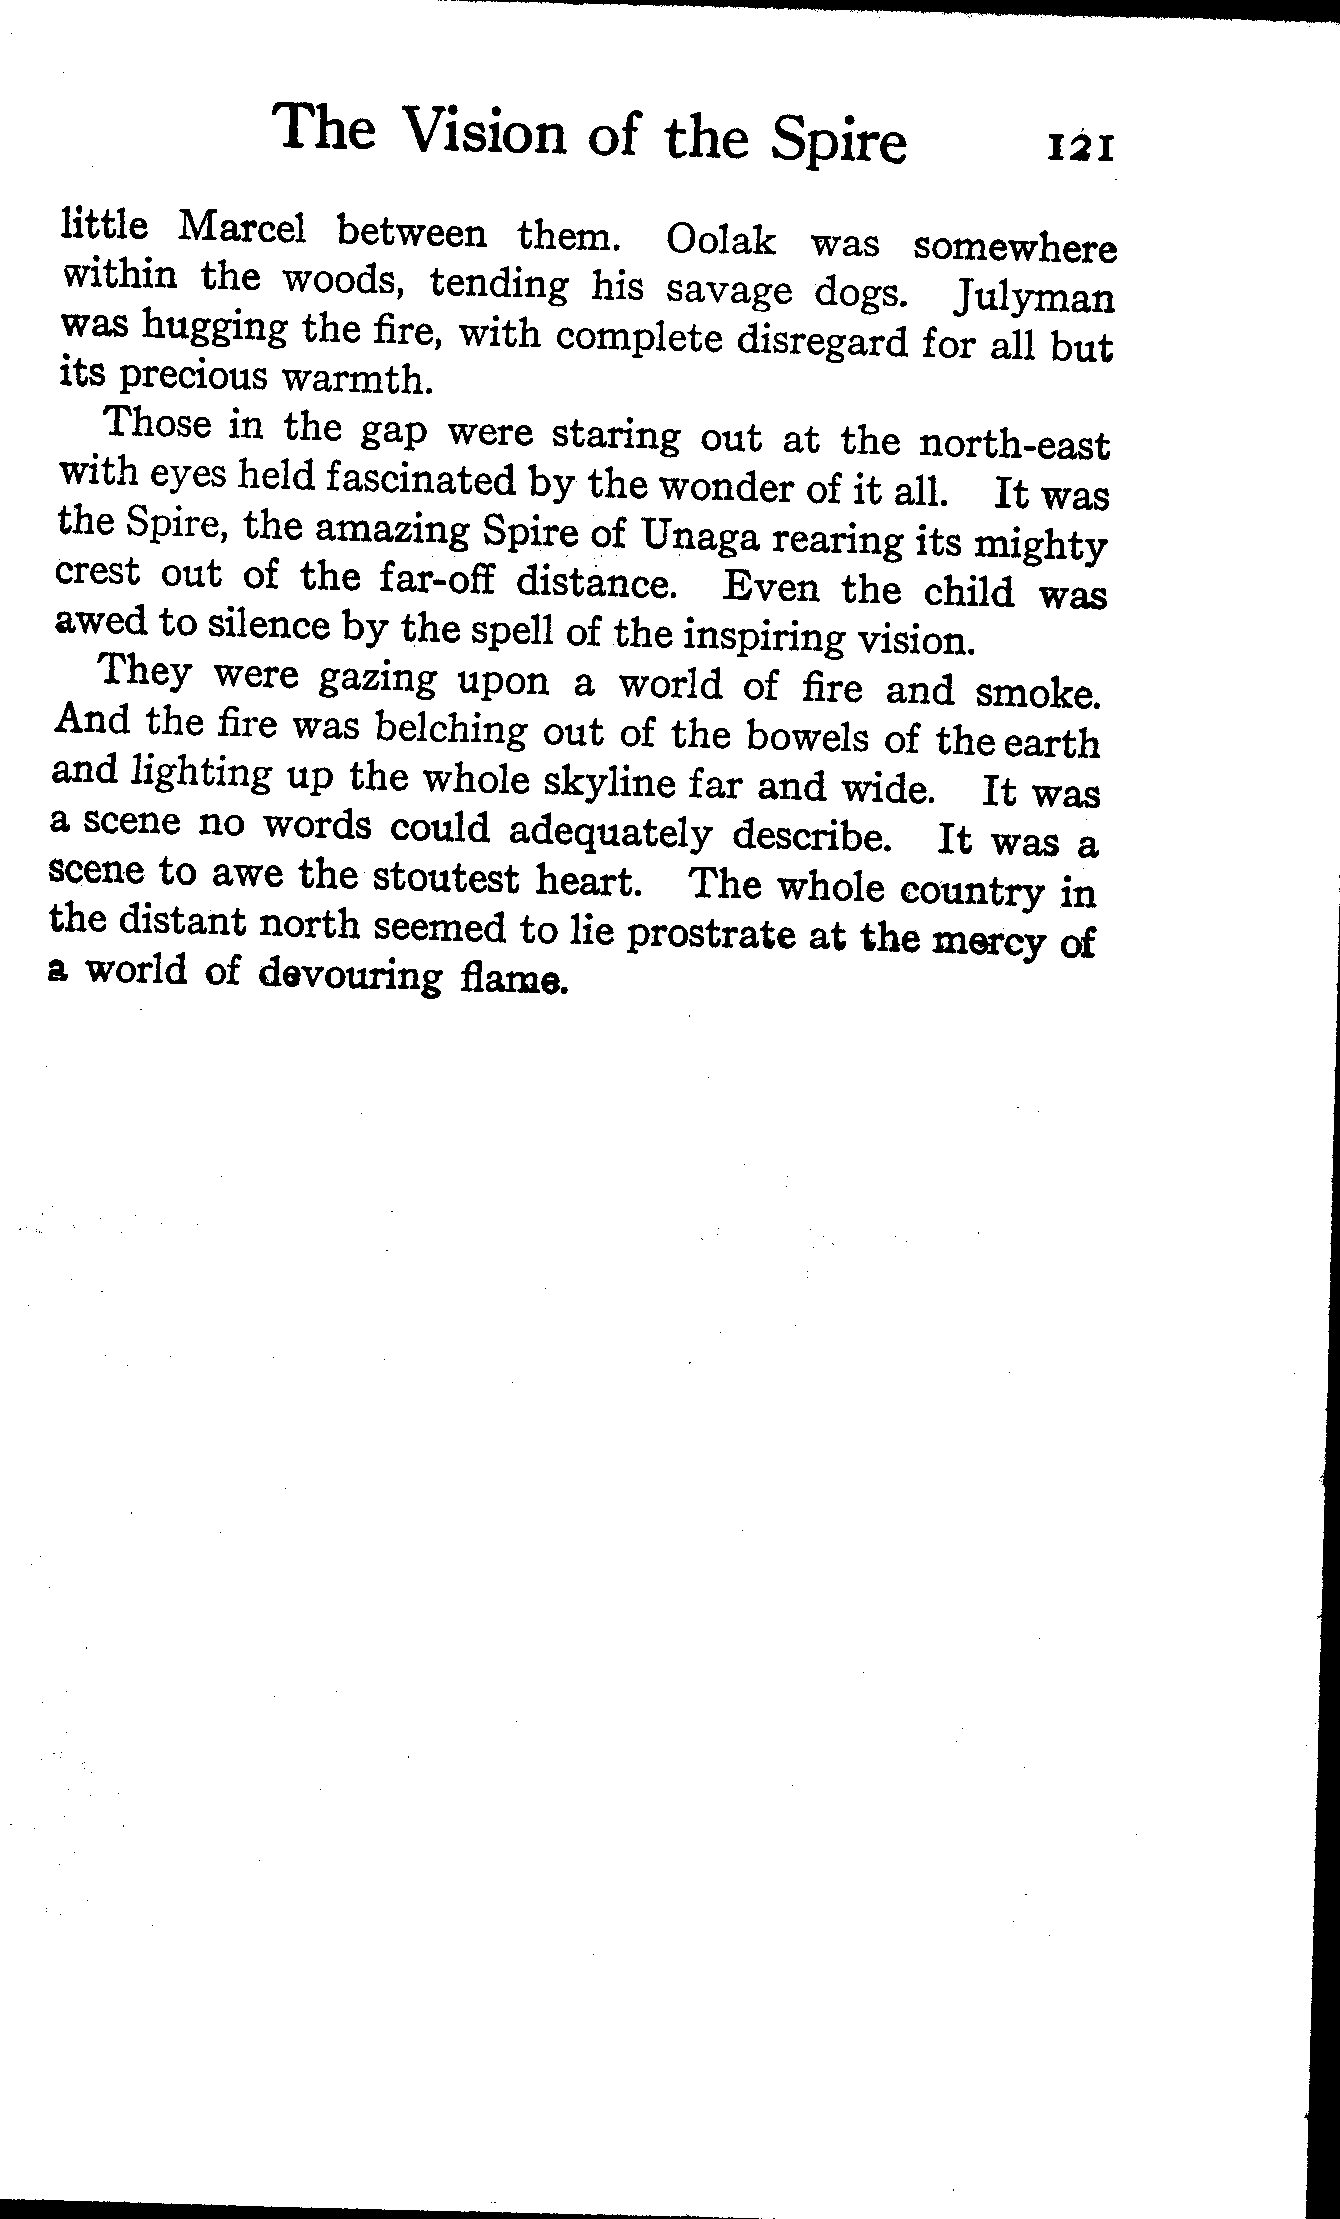 The Vision of the Spire 121
little Marcel between them. Oolak was somewhere
within the woods, tending his savage dogs. Julyman
was hugging the fire, with complete disregard for all but
its precious warmth.
Those in the gap were staring out at the north-east
with eyes held fascinated by the wonder of it all. It was
the Spire, the amazing Spire of Unaga rearing its mighty
crest out of the far-off distance. Even the child was
awed to silence by the spell of the inspiring vision.
They were gazing upon a world of fire and smoke.
And the fire was belching out of the bowels of the earth
and lighting up the whole skyline far and wide. It was
a scene no words could adequately describe. It was a
scene to awe the stoutest heart. The whole country in
the distant north seemed to lie prostrate at the mercy of
a world of devouring flame.